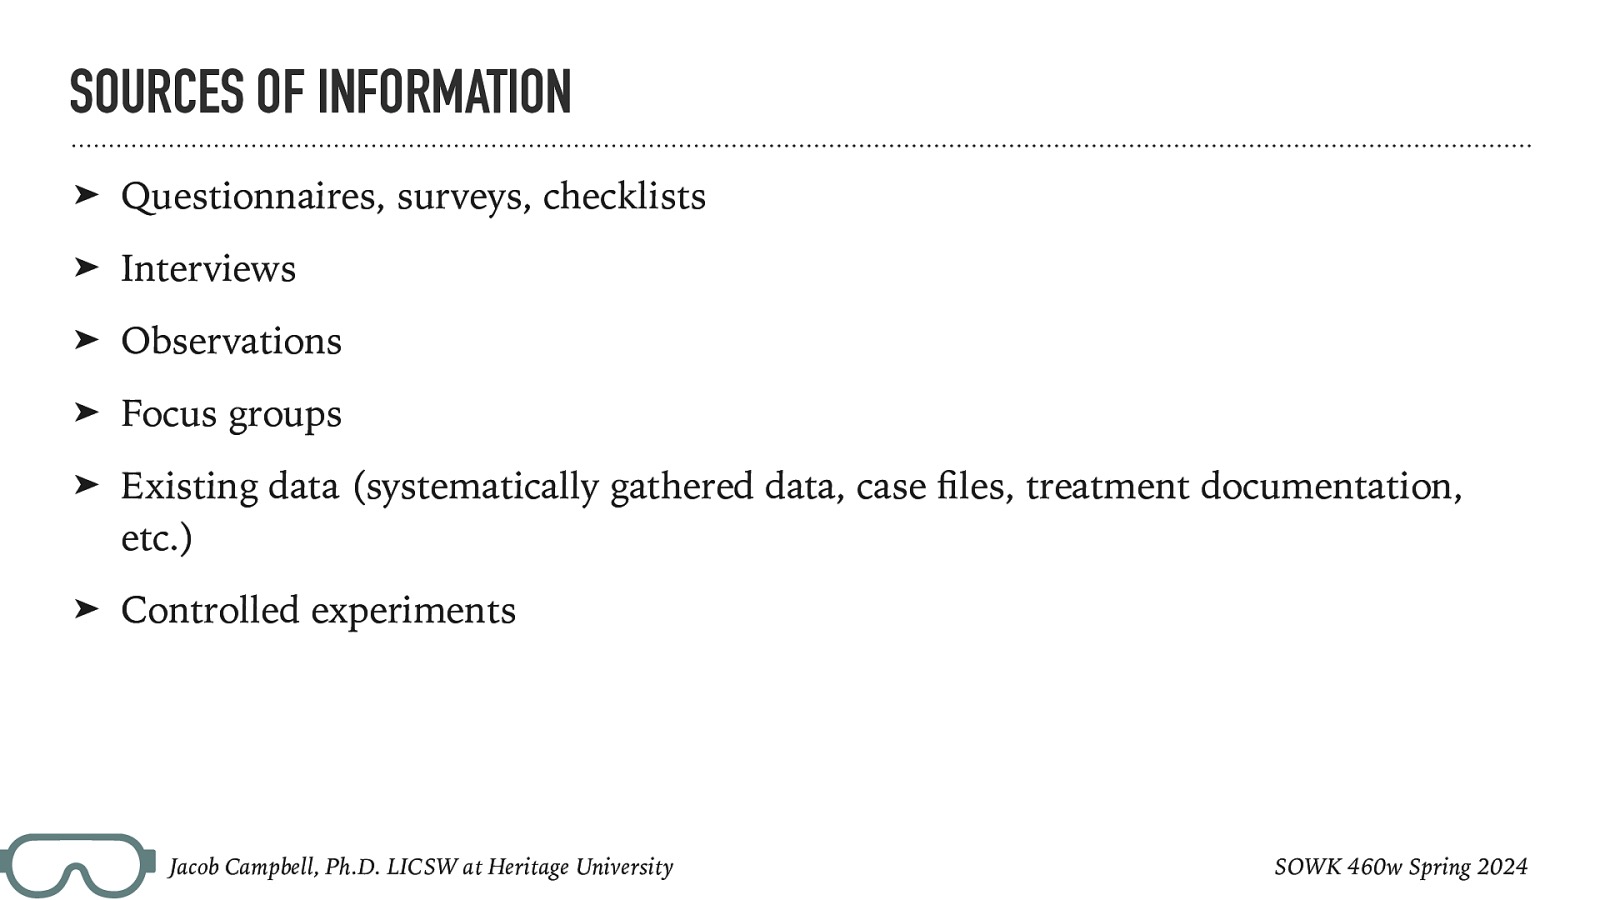 SOURCES OF INFORMATION
➤ Questionnaires, surveys, checklists
➤ Interviews
➤ Observations
➤ Focus groups
➤ Existing data (systematically gathered data, case files, treatment documentation,
etc.)
➤ Controlled experiments
Jacob Campbell, Ph.D. LICSW at Heritage University
SOWK 460w Spring 2024